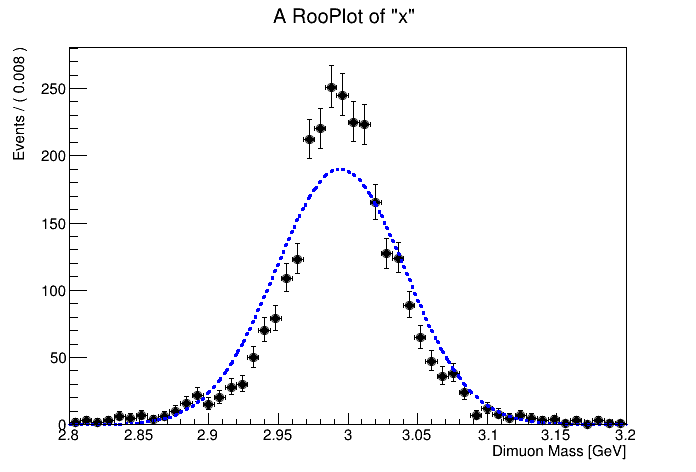 A RooPlot of "x"
Events / ( 0.008 )
250
200
150
100
50
0
2.8 2.85 2.9 2.95 3 3.05 3.1 3.15 3.2
Dimuon Mass [GeV]